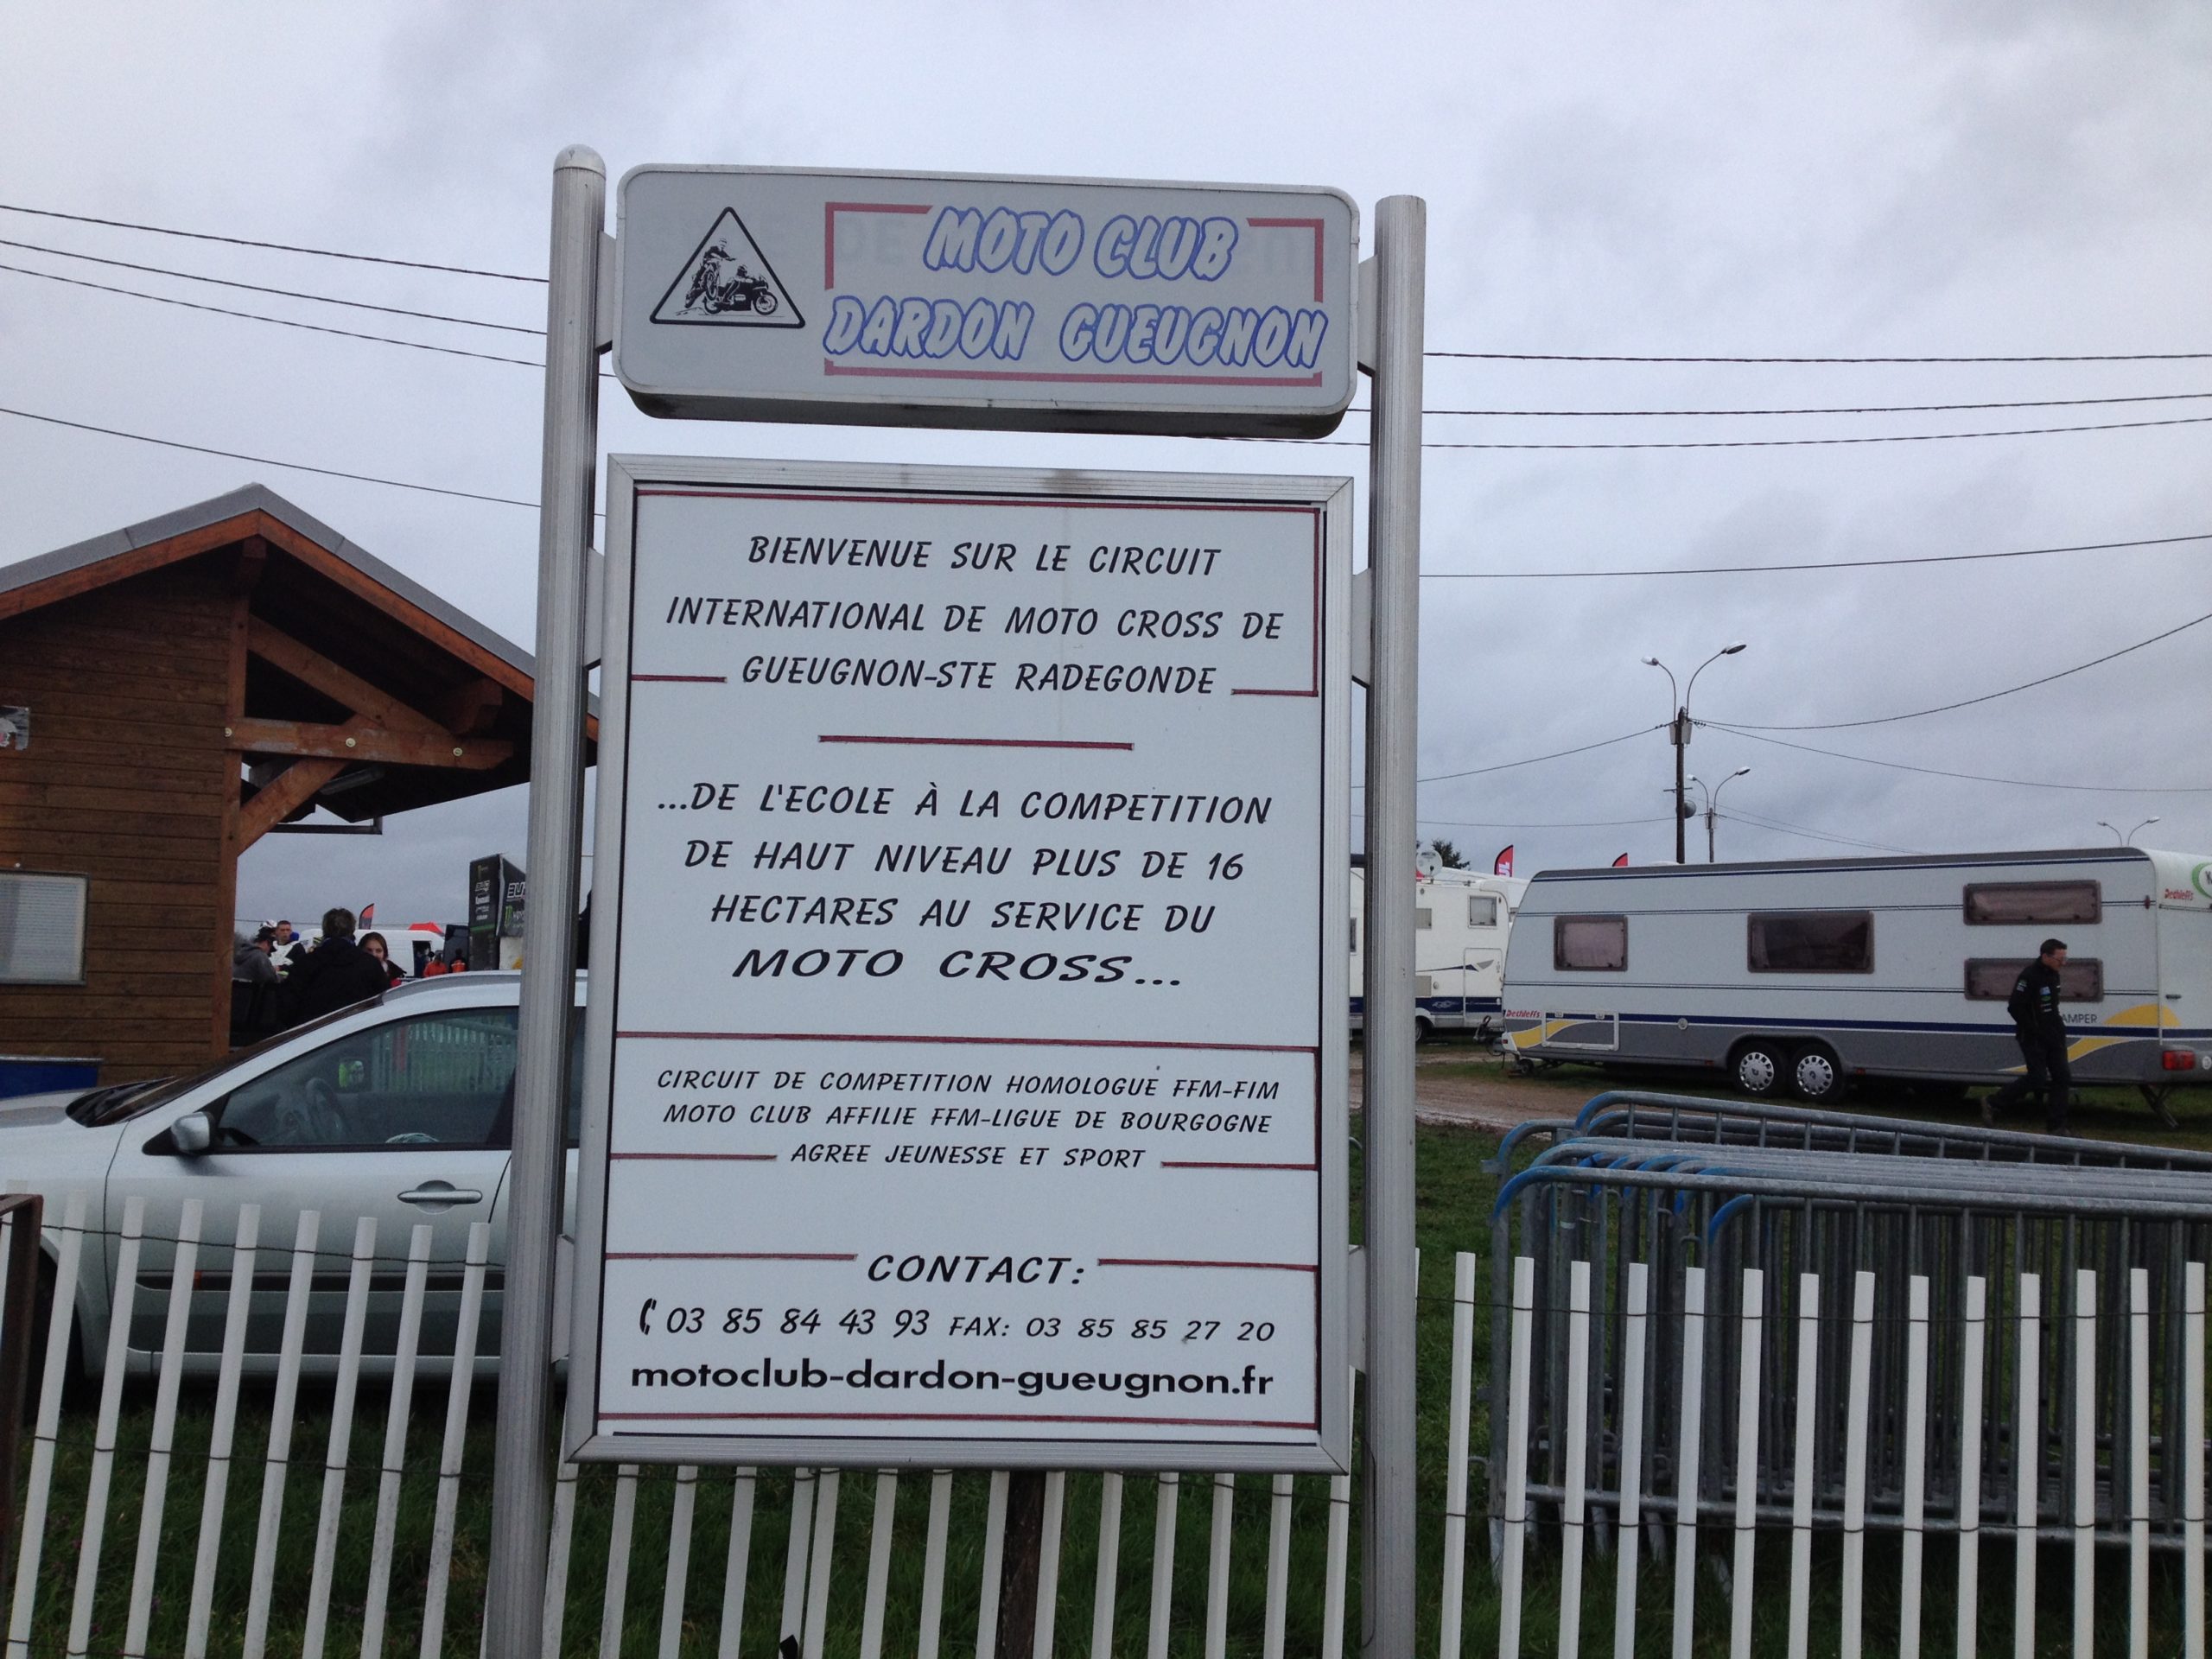 MOTO CLUB
DARDON GUEUGNON
BIENVENUE SUR LE CIRCUIT
INTERNATIONAL DE MOTO CROSS DE
GUEUGNON-STE RADEGONDE
...DE L'ECOLE À LA COMPETITION
DE HAUT NIVEAU PLUS DE 16
HECTARES AU SERVICE DU
MOTO CROSS...
CIRCUIT DE COMPETITION HOMOLOGUE FFM-FIM
MOTO CLUB AFFILIE FFM-LIGUE DE BOURGOGNE
AGREE JEUNESSE ET SPORT
CONTACT:
03 85 84 43 93 FAX: 03 85 85 27 20
motoclub-dardon-gueugnon.fr
Dethleffs
Dethleffs
AMPER